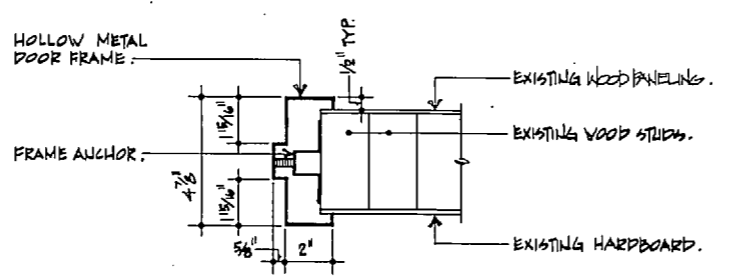 HOLLOW METAL
DOOR FRAME.
1/2" TYP.
EXISTING WOOD PANELING.
1 15/16"
EXISTING WOOD STUDS.
FRAME ANCHOR.
4 7/8"
1 15/16"
5/8"
2"
EXISTING HARDBOARD.